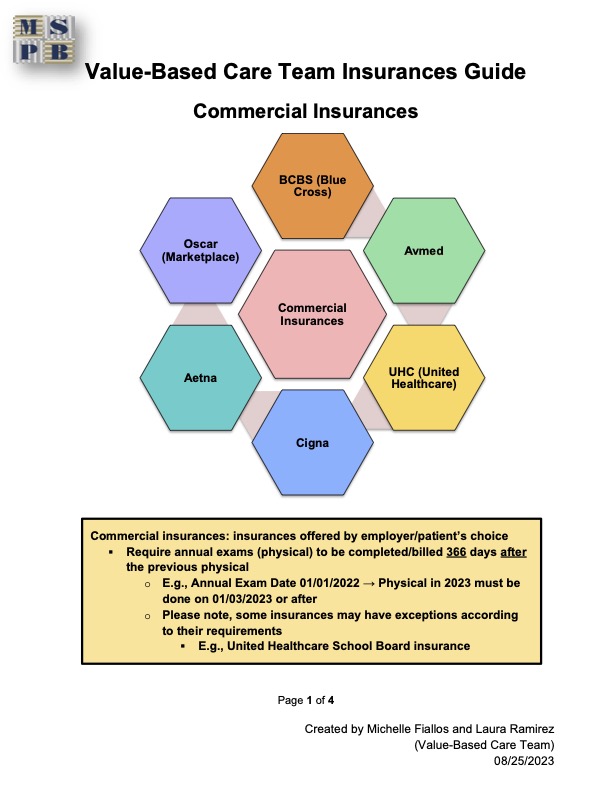 M S
P B
Value-Based Care Team Insurances Guide
Commercial Insurances
BCBS (Blue
Cross)
Oscar
(Marketplace)
Avmed
Commercial
Insurances
Aetna
UHC (United
Healthcare)
Cigna
Commercial insurances: insurances offered by employer/patient’s choice
▪ Require annual exams (physical) to be completed/billed 366 days after
the previous physical
o E.g., Annual Exam Date 01/01/2022 → Physical in 2023 must be
done on 01/03/2023 or after
o Please note, some insurances may have exceptions according
to their requirements
▪ E.g., United Healthcare School Board insurance
Page 1 of 4
Created by Michelle Fiallos and Laura Ramirez
(Value-Based Care Team)
08/25/2023